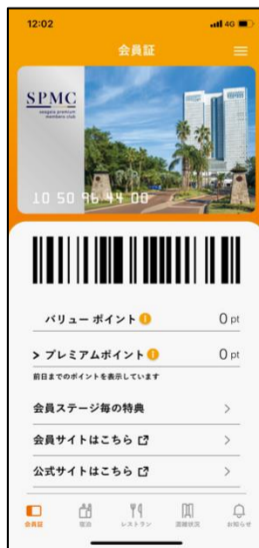 12:02
4G
会員証
SPMC
seagaia premium
members club
10 50 96 44 00
バリュー ポイント
0 pt
> プレミアムポイント
0 pt
前日までのポイントを表示しています
会員ステージ毎の特典
会員サイトはこちら
公式サイトはこちら
会員証
宿泊
レストラン
混雑状況
お知らせ